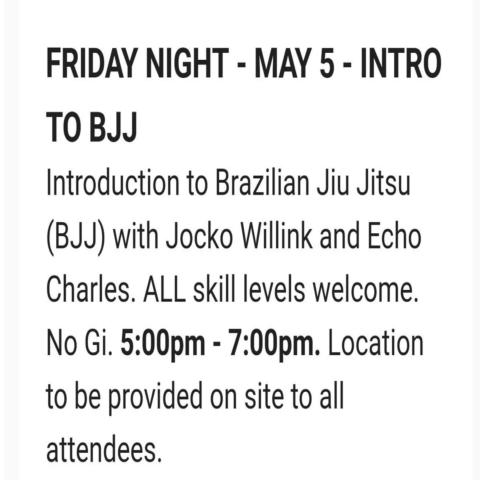 FRIDAY NIGHT - MAY 5 - INTRO
TO BJJ
Introduction to Brazilian Jiu Jitsu
(BJJ) with Jocko Willink and Echo
Charles. ALL skill levels welcome.
No Gi. 5:00pm - 7:00pm. Location
to be provided on site to all
attendees.